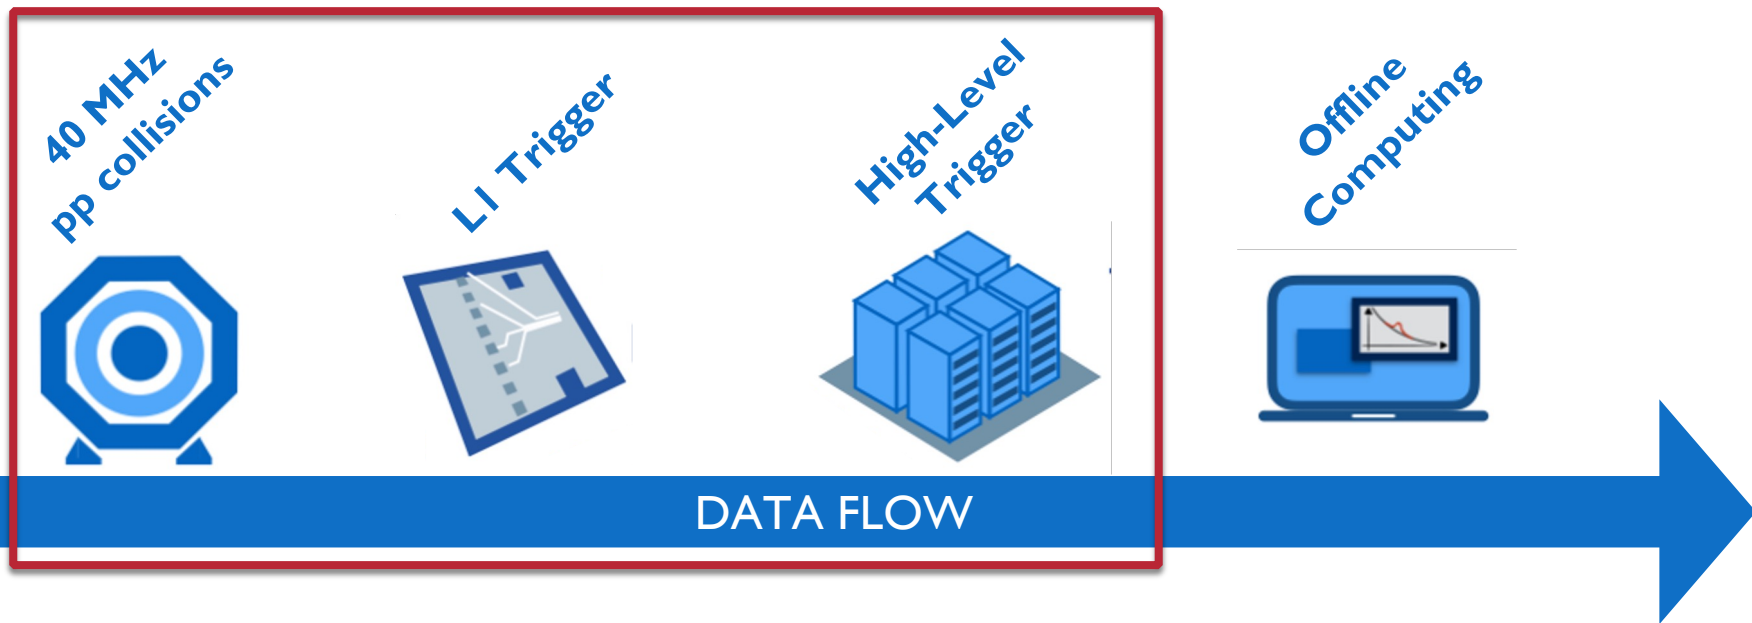 40 MHz
pp collisions
L1 Trigger
High-Level
Trigger
Offline
Computing
DATA FLOW